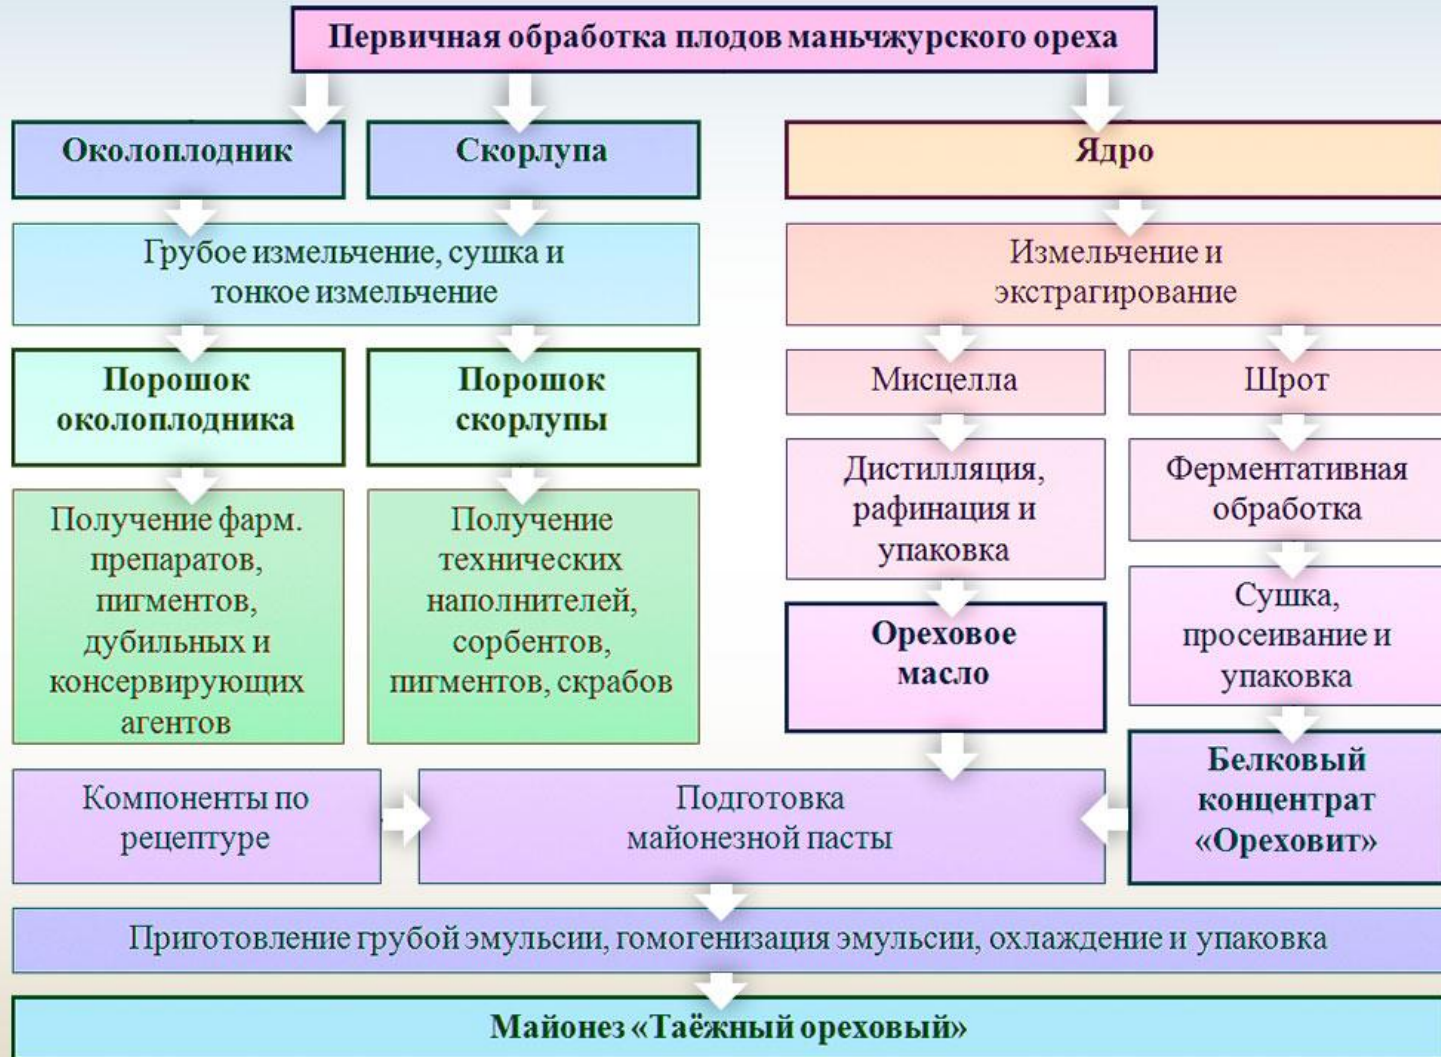 Первичная обработка плодов маньчжурского ореха
Околоплодник
Скорлупа
Ядро
Грубое измельчение, сушка и
тонкое измельчение
Измельчение и
экстрагирование
Порошок
околоплодника
Порошок
скорлупы
Мисцелла
Шрот
Дистилляция,
рафинация и
упаковка
Ферментативная
обработка
Получение фарм.
препаратов,
пигментов,
дубильных и
консервирующих
агентов
Получение
технических
наполнителей,
сорбентов,
пигментов, скрабов
Ореховое
масло
Сушка,
просеивание и
упаковка
Белковый
концентрат
«Ореховит»
Компоненты по
рецептуре
Подготовка
майонезной пасты
Приготовление грубой эмульсии, гомогенизация эмульсии, охлаждение и упаковка
Майонез «Таёжный ореховый»